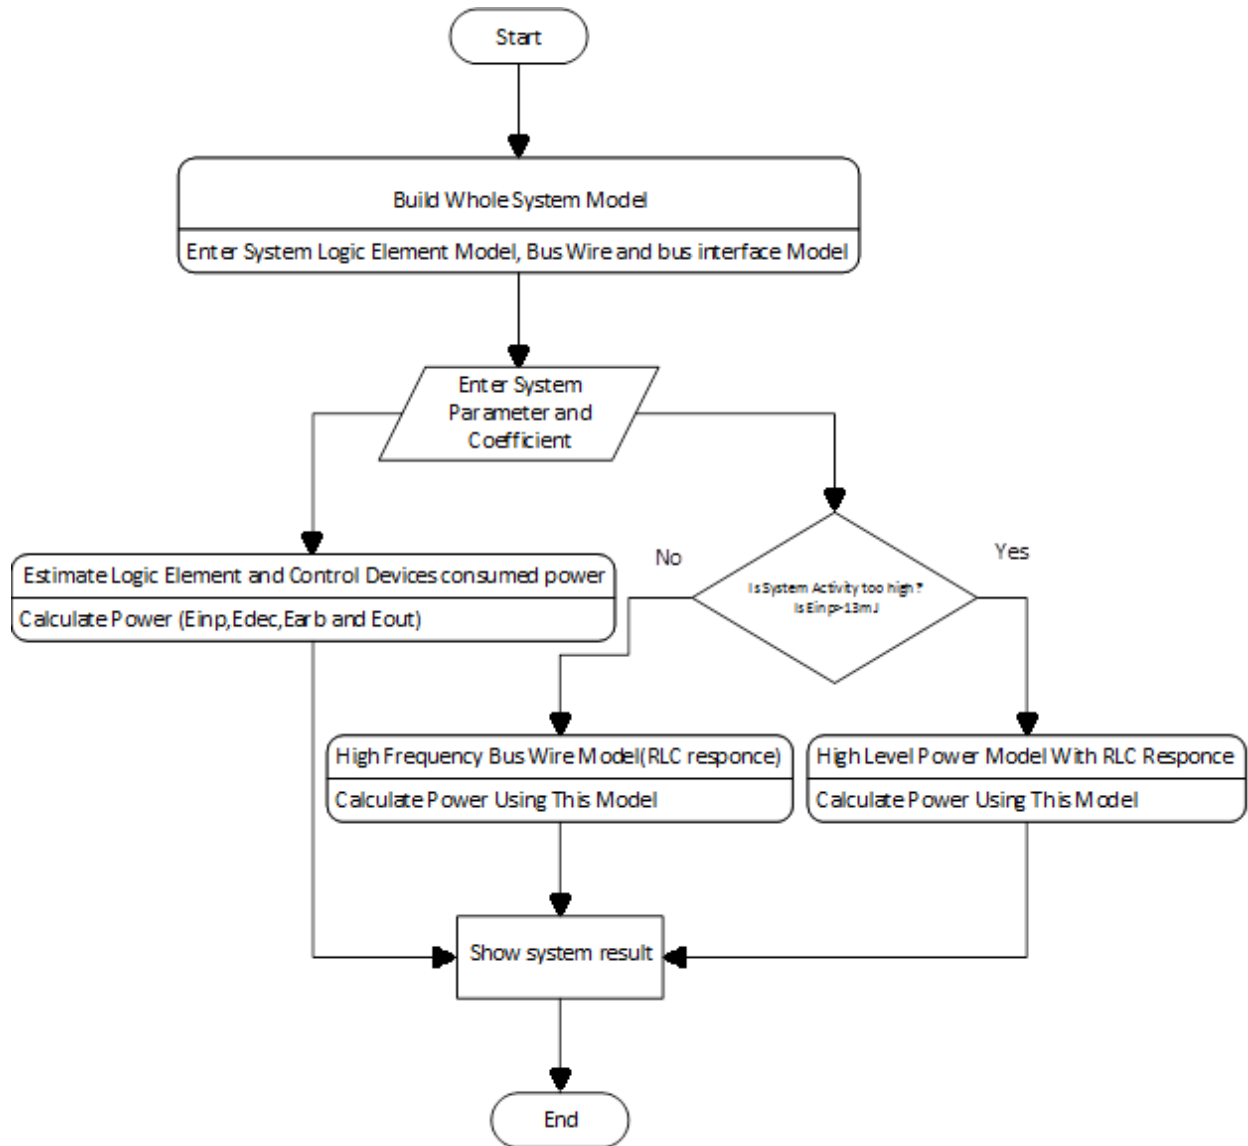 Start
Build Whole System Model
Enter System Logic Element Model, Bus Wire and bus interface Model
Enter System
Parameter and
Coefficient
No
Yes
Is System Activity too high?
Is Einp>13mJ
Estimate Logic Element and Control Devices consumed power
Calculate Power (Einp,Edec,Earb and Eout)
High Frequency Bus Wire Model(RLC responce)
Calculate Power Using This Model
High Level Power Model With RLC Responce
Calculate Power Using This Model
Show system result
End